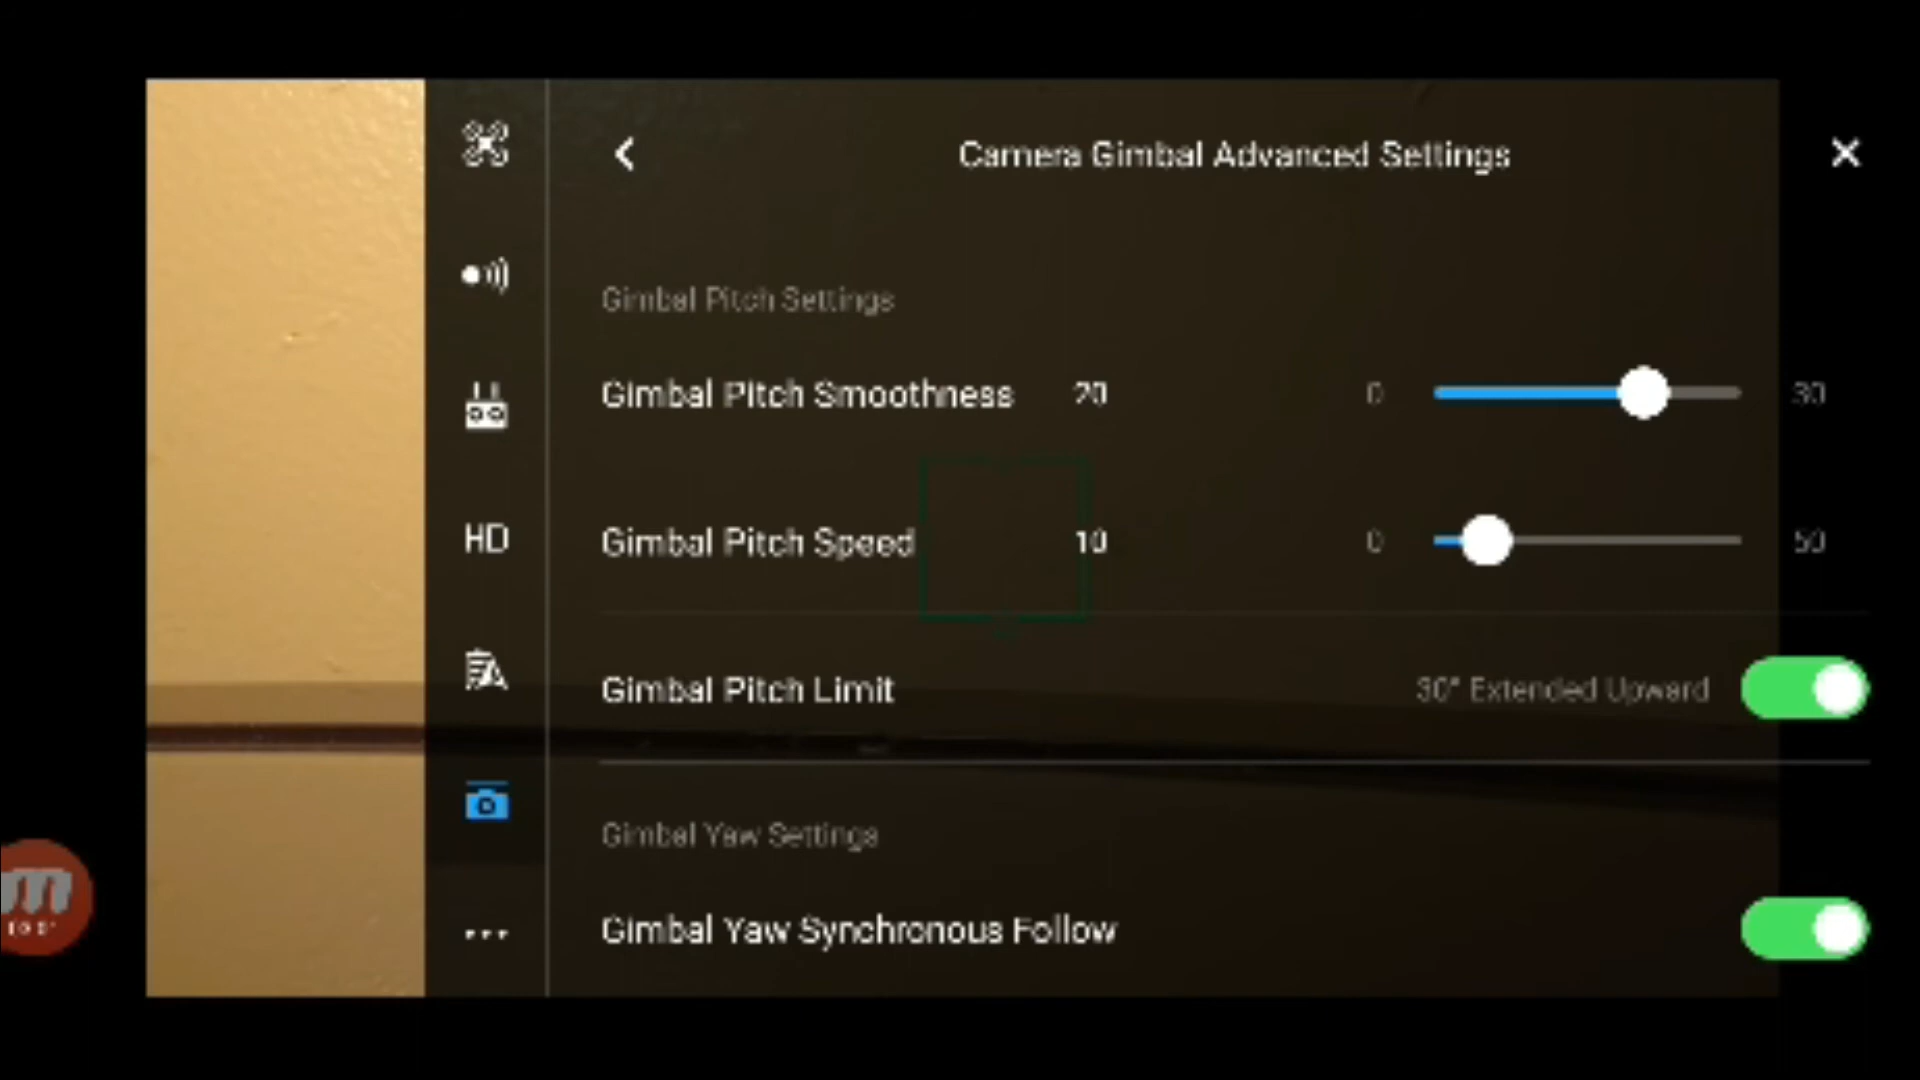 Camera Gimbal Advanced Settings
Gimbal Pitch Settings
Gimbal Pitch Smoothness 20 0 30
HD
Gimbal Pitch Speed 10 0 50
Gimbal Pitch Limit 30° Extended Upward
Gimbal Yaw Settings
Gimbal Yaw Synchronous Follow